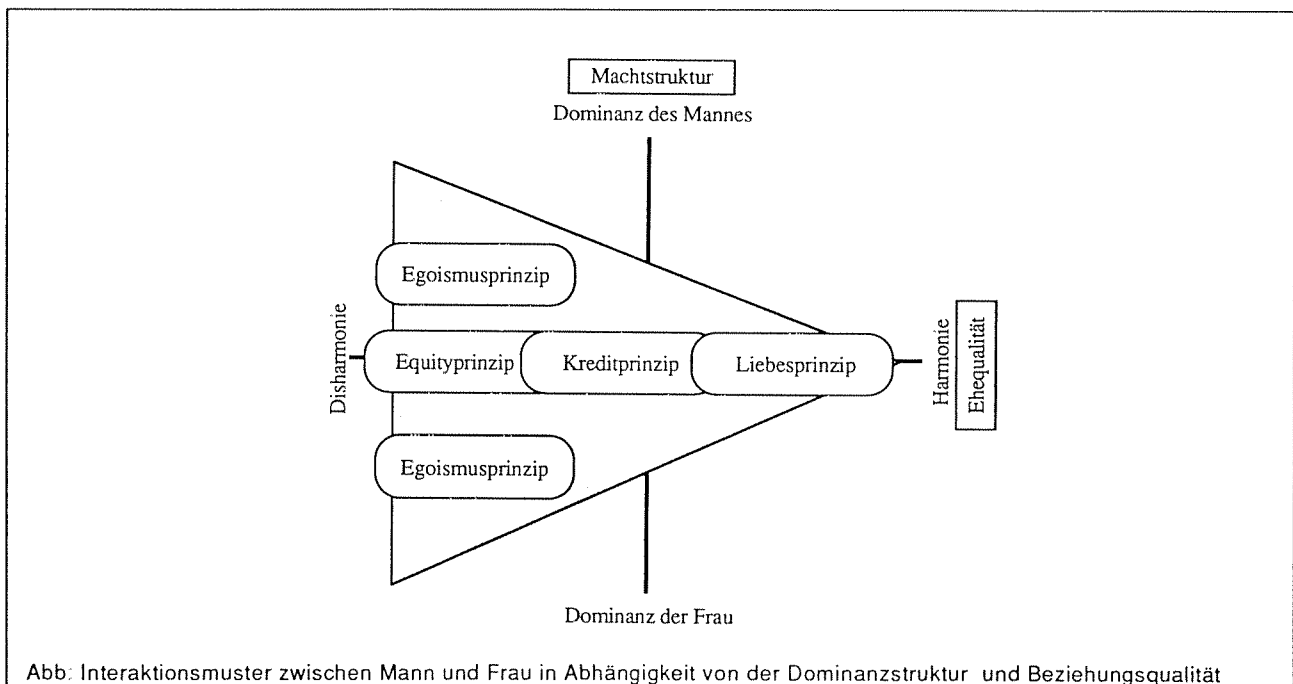 Machtstruktur
Dominanz des Mannes
Egoismusprinzip
Disharmonie
Equityprinzip
Kreditprinzip
Liebesprinzip
Harmonie
Ehequalität
Egoismusprinzip
Dominanz der Frau
Abb: Interaktionsmuster zwischen Mann und Frau in Abhängigkeit von der Dominanzstruktur und Beziehungsqualität